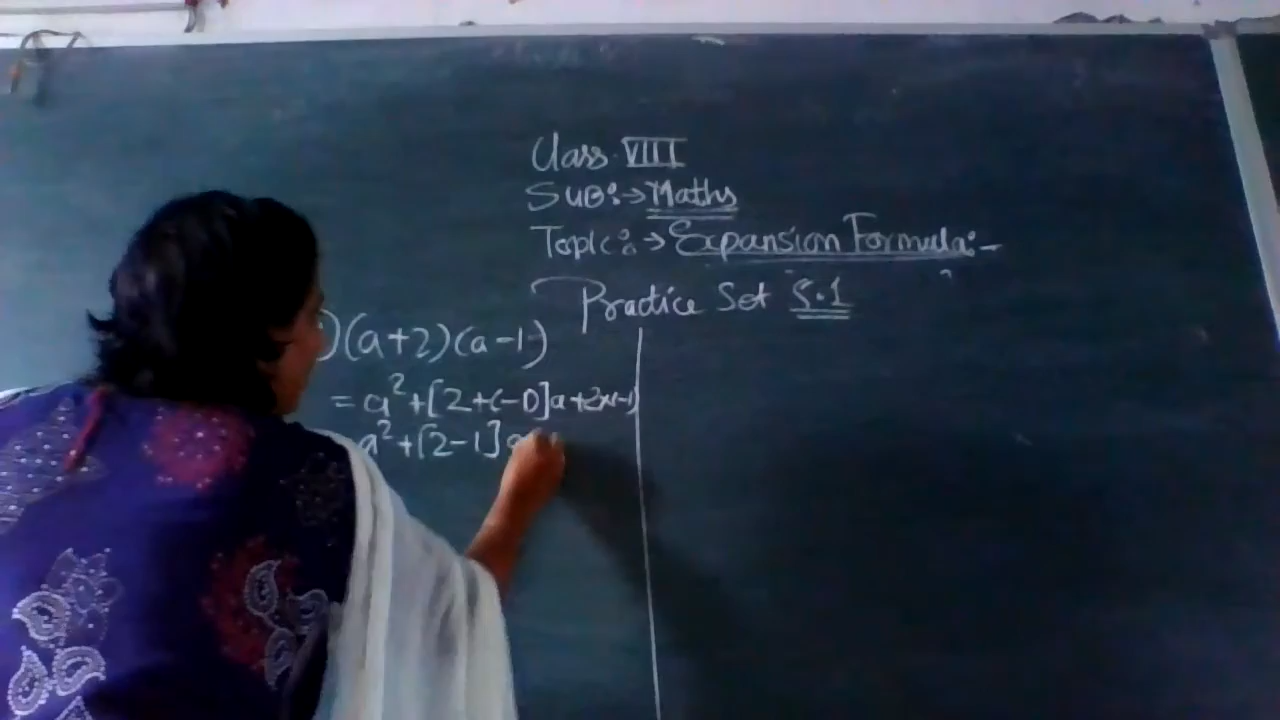 Class. VIII
SUB:→ Maths
Topic:→ Expansion Formula:-
Practice Set 5.1
)(a+2)(a-1)
= a²+[2+(-1)]a+2x(-1)
a²+[2-1]a